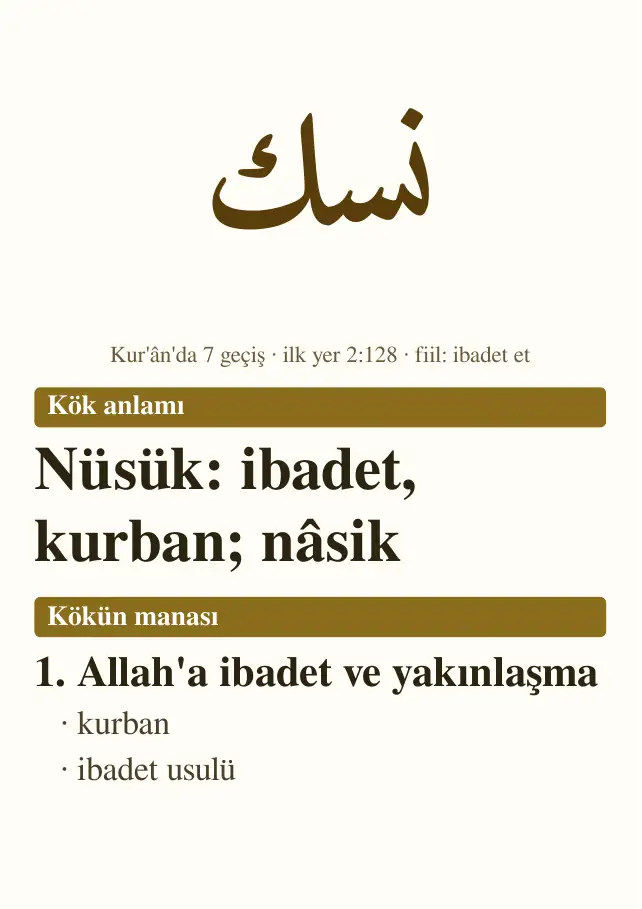 نسك
Kur'ân'da 7 geçiş · ilk yer 2:128 · fiil: ibadet et
Kök anlamı
Nüsük: ibadet,
kurban; nâsik
Kökün manası
1. Allah'a ibadet ve yakınlaşma
· kurban
· ibadet usulü